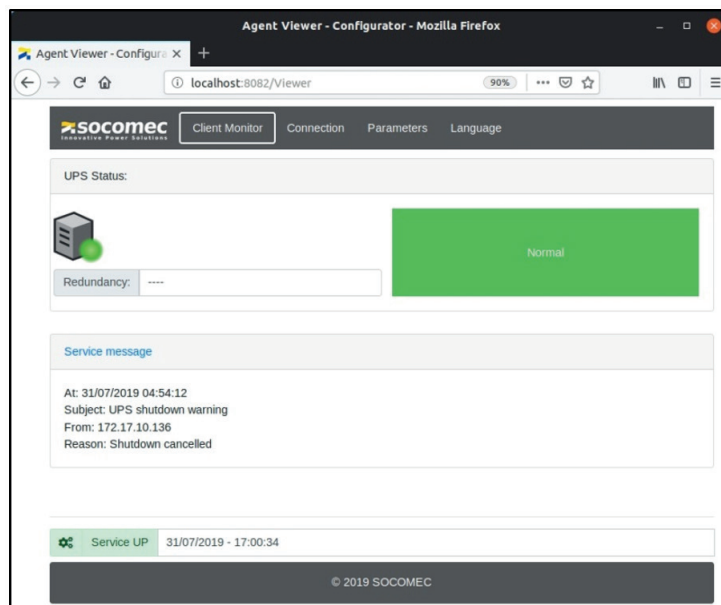 Agent Viewer - Configurator - Mozilla Firefox
Agent Viewer - Configura
localhost:8082/Viewer
90%
socomec
Innovative Power Solutions
Client Monitor
Connection
Parameters
Language
UPS Status:
Normal
Redundancy:
----
Service message
At: 31/07/2019 04:54:12
Subject: UPS shutdown warning
From: 172.17.10.136
Reason: Shutdown cancelled
Service UP
31/07/2019 - 17:00:34
© 2019 SOCOMEC